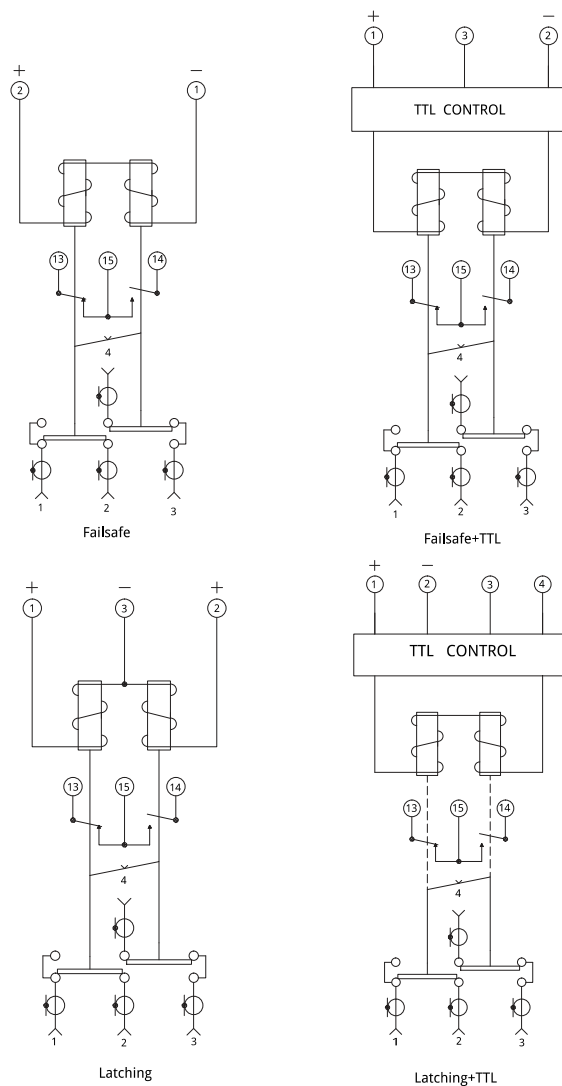 + −
2 1
13 15 14
4
1 2 3
Failsafe
+ −
1 3 2
TTL CONTROL
13 15 14
4
1 2 3
Failsafe+TTL
+ − +
1 3 2
13 15 14
4
1 2 3
Latching
+ −
1 2 3 4
TTL CONTROL
13 15 14
4
1 2 3
Latching+TTL